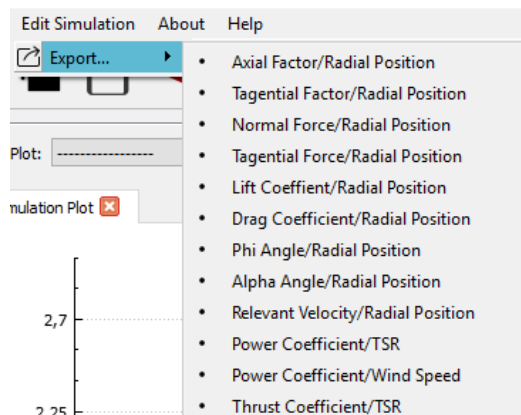 Edit Simulation About Help
Export...
Axial Factor/Radial Position
Tagential Factor/Radial Position
Normal Force/Radial Position
Tagential Force/Radial Position
Plot: -----------------
Lift Coeffient/Radial Position
mulation Plot
Drag Coefficient/Radial Position
Phi Angle/Radial Position
Alpha Angle/Radial Position
Relevant Velocity/Radial Position
2,7
Power Coefficient/TSR
Power Coefficient/Wind Speed
Thrust Coefficient/TSR
2,25